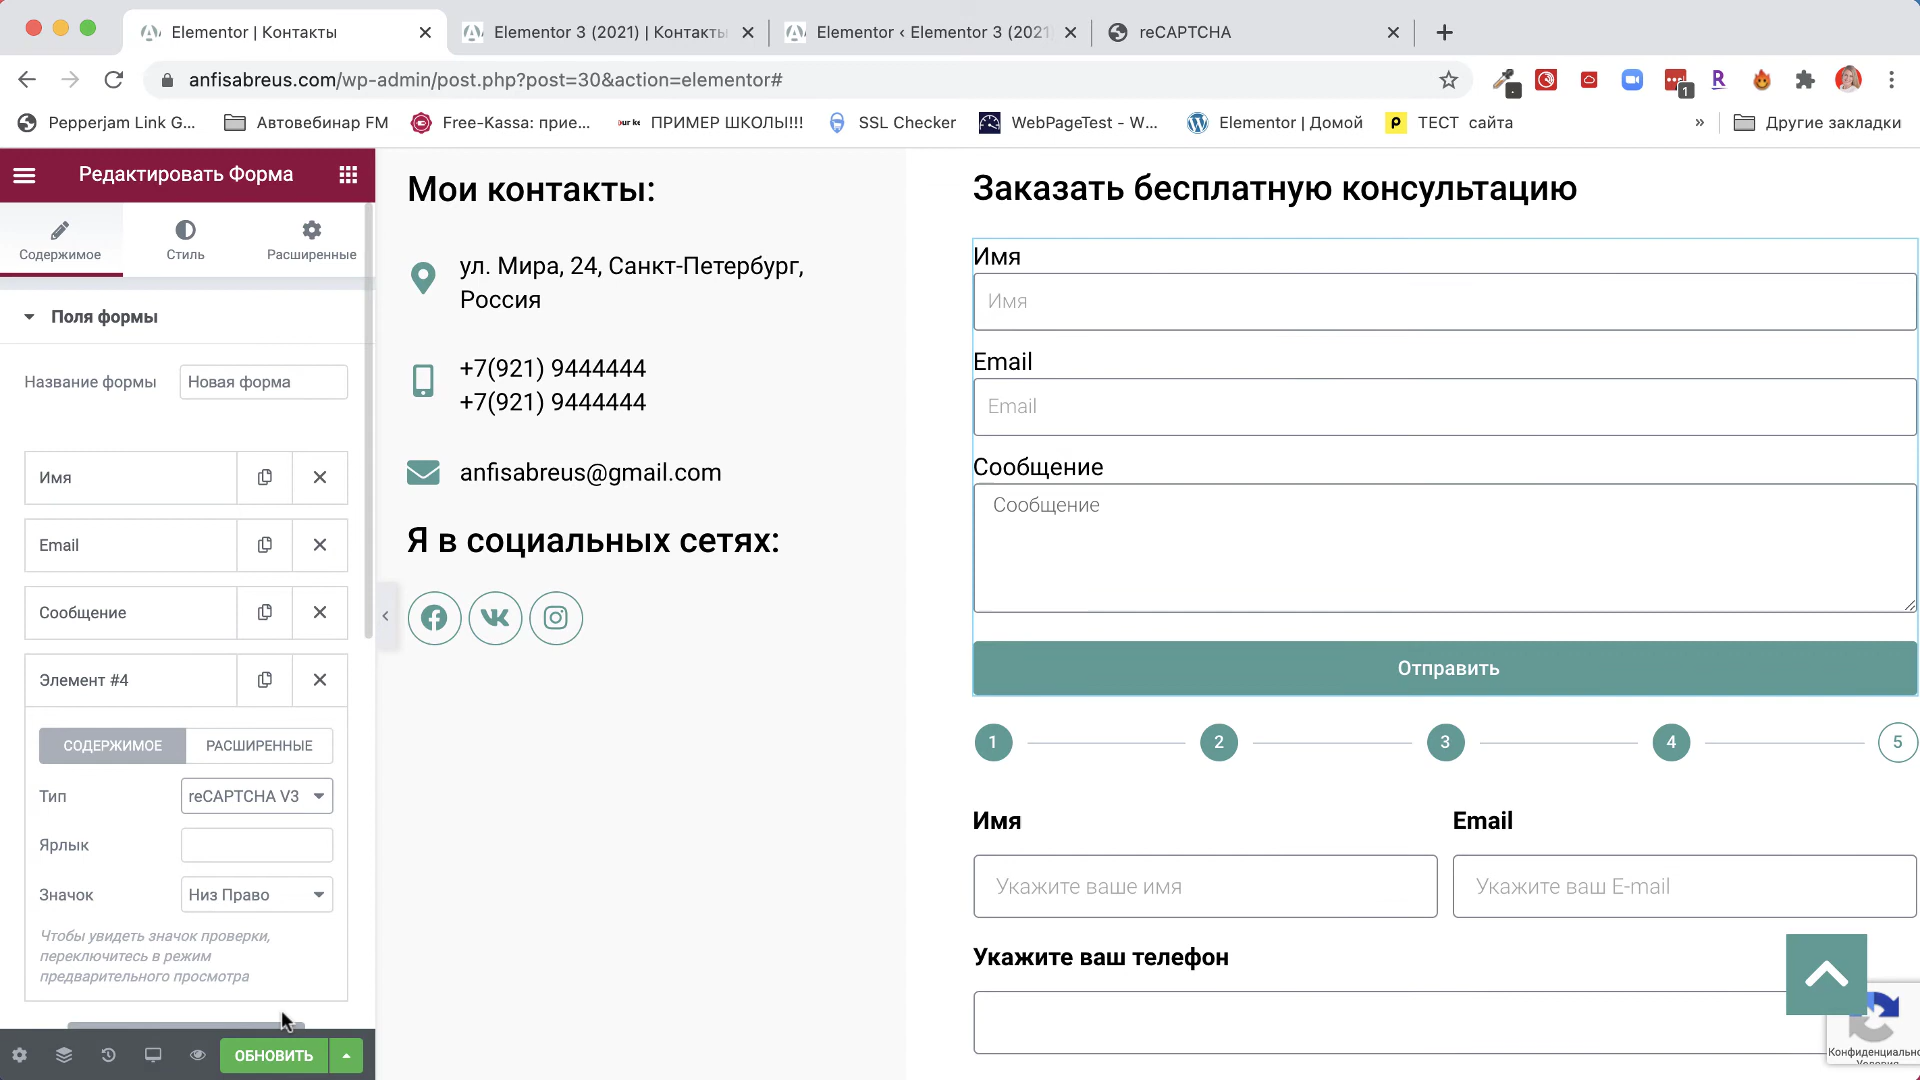 Elementor | Контакты
Elementor 3 (2021) | Контакты
Elementor ‹ Elementor 3 (2021)
reCAPTCHA
anfisabreus.com/wp-admin/post.php?post=30&action=elementor#
1
Pepperjam Link G...
Автовебинар FM
Free-Kassa: прие...
ПРИМЕР ШКОЛЫ!!!
SSL Checker
WebPageTest - W...
Elementor | Домой
ТЕСТ сайта
»
Другие закладки
Редактировать Форма
Содержимое
Стиль
Расширенные
Поля формы
Название формы
Новая форма
Имя
Email
Сообщение
Элемент #4
СОДЕРЖИМОЕ
РАСШИРЕННЫЕ
Тип
reCAPTCHA V3
Ярлык
Значок
Низ Право
Чтобы увидеть значок проверки,
переключитесь в режим
предварительного просмотра
ОБНОВИТЬ
Мои контакты:
ул. Мира, 24, Санкт-Петербург,
Россия
+7(921) 9444444
+7(921) 9444444
anfisabreus@gmail.com
Я в социальных сетях:
Заказать бесплатную консультацию
Имя
Имя
Email
Email
Сообщение
Сообщение
Отправить
1
2
3
4
5
Имя
Email
Укажите ваше имя
Укажите ваш E-mail
Укажите ваш телефон
Конфиденциально